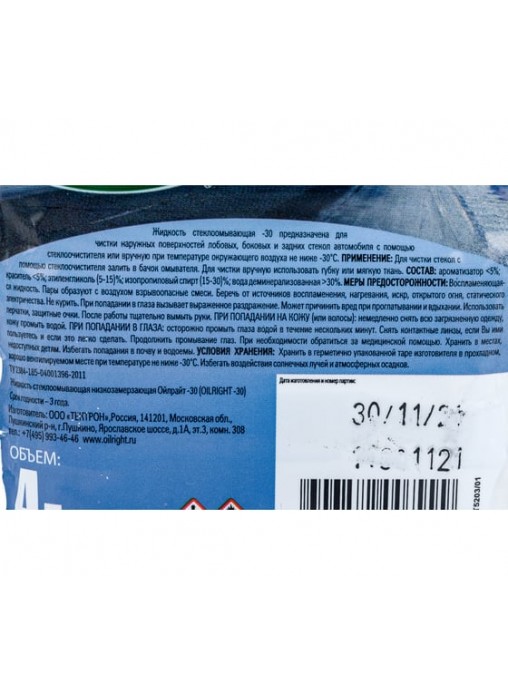 Жидкость стеклоомывающая -30 предназначена для
чистки наружных поверхностей лобовых, боковых и задних стекол автомобиля с помощью
стеклоочистителя или вручную при температуре окружающего воздуха не ниже -30°С. ПРИМЕНЕНИЕ: Для чистки стекол с
помощью стеклоочистителя залить в бачок омывателя. Для чистки вручную использовать губку или мягкую ткань. СОСТАВ: ароматизатор <5%;
краситель <5%; этиленгликоль (5-15)%; изопропиловый спирт (15-30)%; вода деминерализованная >30%. МЕРЫ ПРЕДОСТОРОЖНОСТИ: Воспламеняющая-
ся жидкость. Пары образуют с воздухом взрывоопасные смеси. Беречь от источников воспламенения, нагревания, искр, открытого огня, статического
электричества. Не курить. При попадании в глаза вызывает выраженное раздражение. Может причинить вред при проглатывании и вдыхании. Использовать
перчатки, защитные очки. После работы тщательно вымыть руки. ПРИ ПОПАДАНИИ НА КОЖУ (или волосы): немедленно снять всю загрязненную одежду,
кожу промыть водой. ПРИ ПОПАДАНИИ В ГЛАЗА: осторожно промыть глаза водой в течение нескольких минут. Снять контактные линзы, если Вы ими
пользуетесь и если это легко сделать. Продолжить промывание глаз. При необходимости обратиться за медицинской помощью. Хранить в местах,
недоступных детям. Избегать попадания в почву и водоемы. УСЛОВИЯ ХРАНЕНИЯ: Хранить в герметично упакованной таре изготовителя в прохладном,
хорошо вентилируемом месте при температуре не ниже -30°С. Избегать воздействия солнечных лучей и атмосферных осадков.
ТУ 2384-185-04001396-2011
Жидкость стеклоомывающая низкозамерзающая Ойлрайт -30 (OILRIGHT -30)
Срок годности – 3 года.
Изготовитель: ООО «ТЕХТРОН»,Россия, 141201, Московская обл.,
Пушкинский р-н, г.Пушкино, Ярославское шоссе, д.1А, эт.3, комн. 308
Тел.: +7(495) 993-46-46 www.oilright.ru
ОБЪЕМ:
4
Дата изготовления и номер партии:
30/11/21
1121
T5203/01